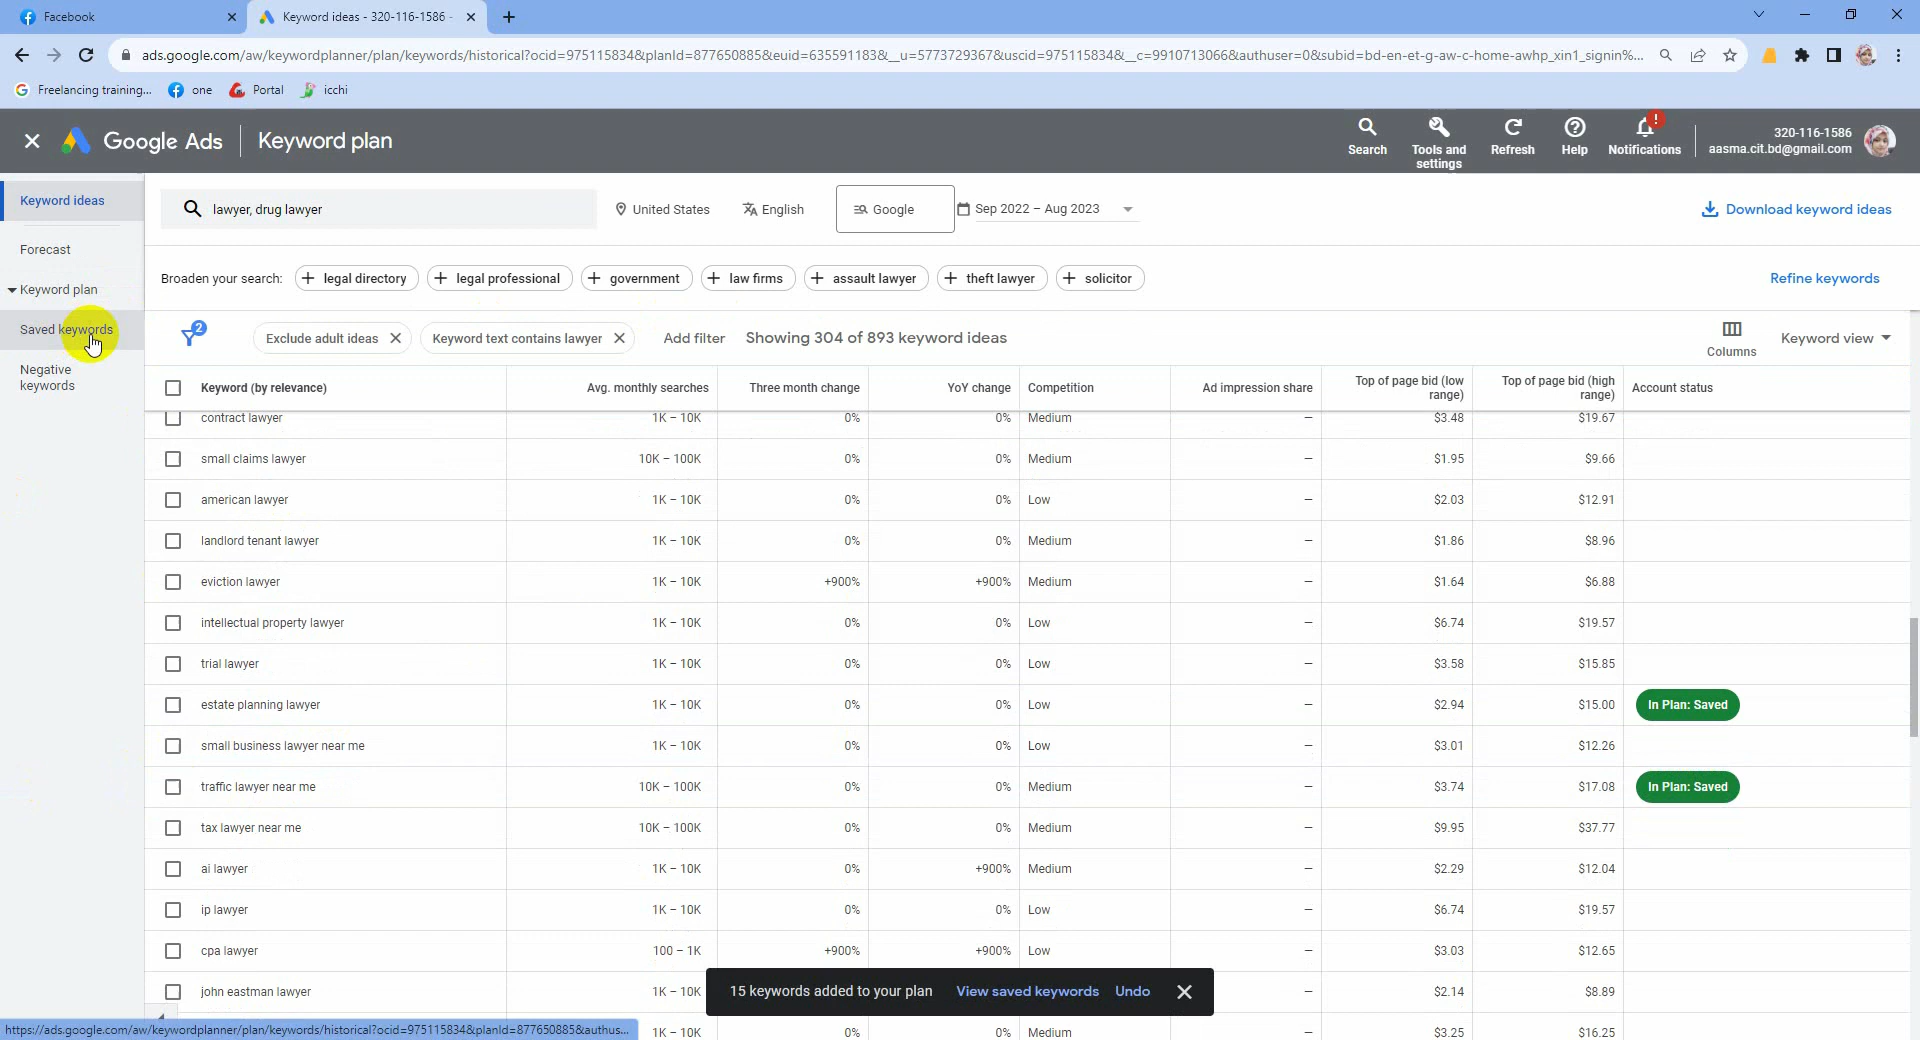 Facebook
Keyword ideas - 320-116-1586 -
ads.google.com/aw/keywordplanner/plan/keywords/historical?ocid=975115834&planId=877650885&euid=635591183&__u=5773729367&uscid=975115834&__c=9910713066&authuser=0&subid=bd-en-et-g-aw-c-home-awhp_xin1_signin%...
Freelancing training... one Portal icchi
Google Ads Keyword plan
Search Tools and settings Refresh Help ! Notifications 320-116-1586 aasma.cit.bd@gmail.com
Keyword ideas
Forecast
Keyword plan
Saved keywords
Negative
keywords
lawyer, drug lawyer United States English Google Sep 2022 – Aug 2023 Download keyword ideas
Broaden your search: legal directory legal professional government law firms assault lawyer theft lawyer solicitor Refine keywords
2 Exclude adult ideas Keyword text contains lawyer Add filter Showing 304 of 893 keyword ideas Columns Keyword view
Keyword (by relevance) Avg. monthly searches Three month change YoY change Competition Ad impression share Top of page bid (low range) Top of page bid (high range) Account status
contract lawyer 1K – 10K 0% 0% Medium – $3.48 $19.67
small claims lawyer 10K – 100K 0% 0% Medium – $1.95 $9.66
american lawyer 1K – 10K 0% 0% Low – $2.03 $12.91
landlord tenant lawyer 1K – 10K 0% 0% Medium – $1.86 $8.96
eviction lawyer 1K – 10K +900% +900% Medium – $1.64 $6.88
intellectual property lawyer 1K – 10K 0% 0% Low – $6.74 $19.57
trial lawyer 1K – 10K 0% 0% Low – $3.58 $15.85
estate planning lawyer 1K – 10K 0% 0% Low – $2.94 $15.00 In Plan: Saved
small business lawyer near me 1K – 10K 0% 0% Low – $3.01 $12.26
traffic lawyer near me 10K – 100K 0% 0% Medium – $3.74 $17.08 In Plan: Saved
tax lawyer near me 10K – 100K 0% 0% Medium – $9.95 $37.77
ai lawyer 1K – 10K 0% +900% Medium – $2.29 $12.04
ip lawyer 1K – 10K 0% 0% Low – $6.74 $19.57
cpa lawyer 100 – 1K +900% +900% Low – $3.03 $12.65
john eastman lawyer 1K – 10K – $2.14 $8.89
15 keywords added to your plan View saved keywords Undo
1K – 10K 0% 0% Medium – $3.25 $16.25
https://ads.google.com/aw/keywordplanner/plan/keywords/historical?ocid=975115834&planId=877650885&authus...